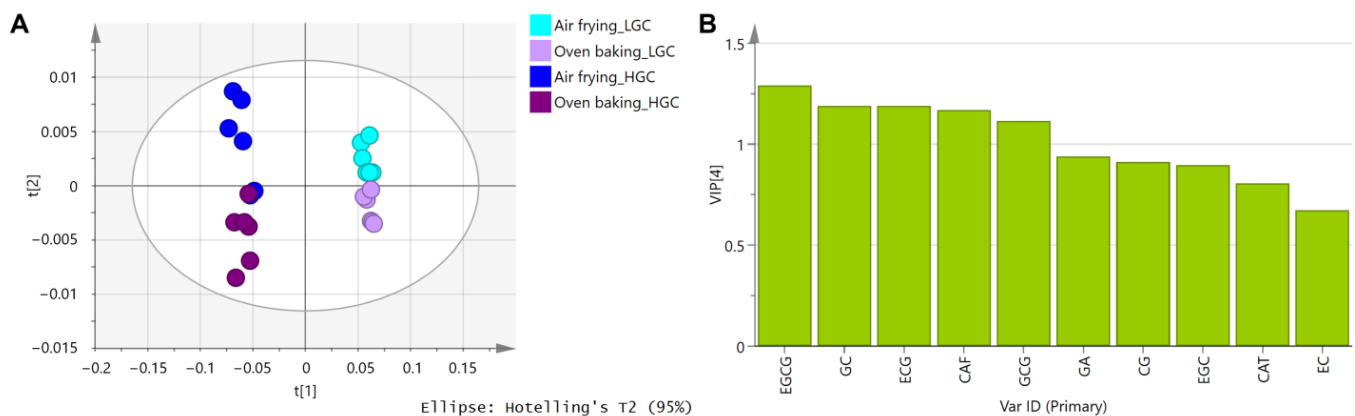 A
0.01
0.005
0
−0.005
−0.01
−0.015
t[2]
−0.2
−0.15
−0.1
−0.05
0
0.05
0.1
0.15
t[1]
Ellipse: Hotelling's T2 (95%)
Air frying_LGC
Oven baking_LGC
Air frying_HGC
Oven baking_HGC
B
1.5
1
0.5
0
VIP[4]
EGCG
GC
ECG
CAF
GCG
GA
CG
EGC
CAT
EC
Var ID (Primary)